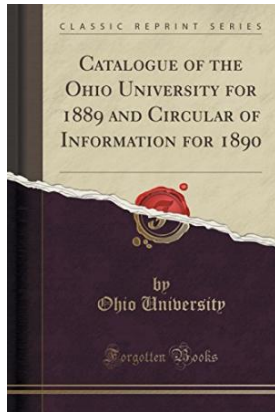 CLASSIC REPRINT SERIES
CATALOGUE OF THE
OHIO UNIVERSITY FOR
1889 AND CIRCULAR OF
INFORMATION FOR 1890
by
Ohio University
Forgotten Books